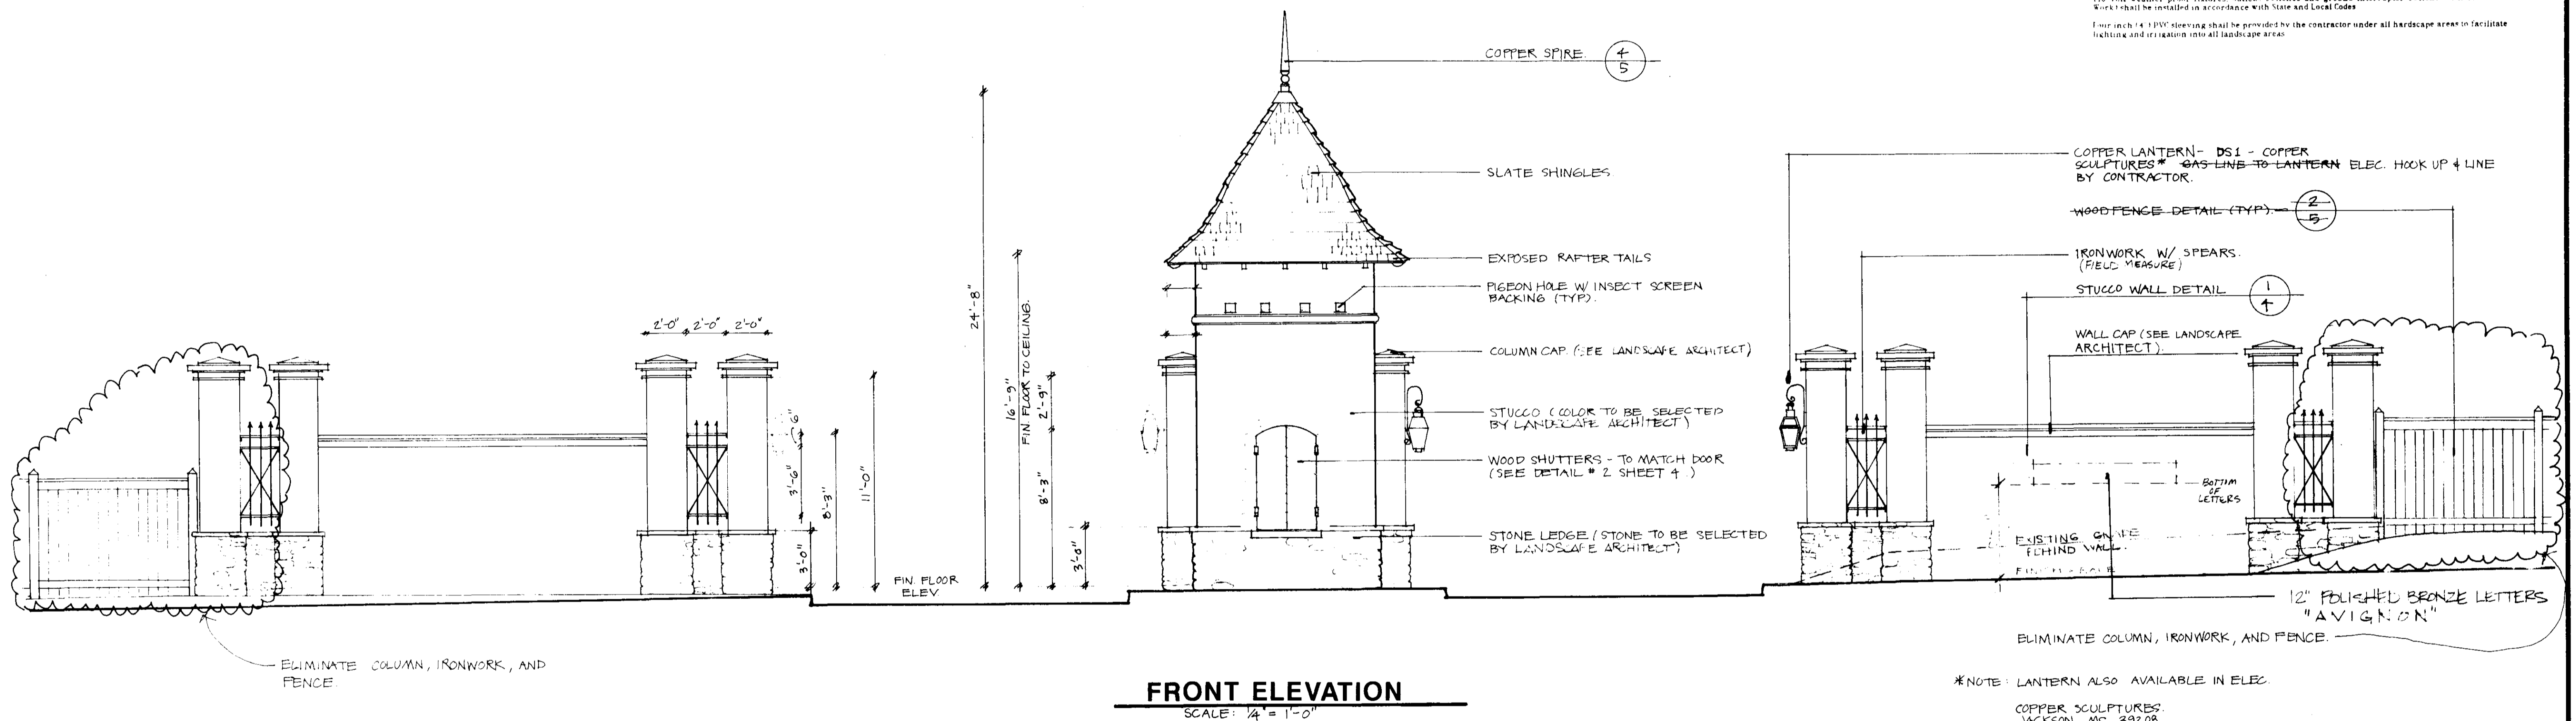 Work) shall be installed in accordance with State and Local Codes
Four inch (4") PVC sleeving shall be provided by the contractor under all hardscape areas to facilitate
lighting and irrigation into all landscape areas
COPPER SPIRE.
4
5
SLATE SHINGLES
EXPOSED RAFTER TAILS
PIGEON HOLE W/ INSECT SCREEN
BACKING (TYP).
COLUMN CAP (SEE LANDSCAPE ARCHITECT)
STUCCO (COLOR TO BE SELECTED
BY LANDSCAPE ARCHITECT)
WOOD SHUTTERS - TO MATCH DOOR
(SEE DETAIL # 2 SHEET 4.)
STONE LEDGE (STONE TO BE SELECTED
BY LANDSCAPE ARCHITECT)
COPPER LANTERN- DS1 - COPPER
SCULPTURES* GAS LINE TO LANTERN ELEC. HOOK UP & LINE
BY CONTRACTOR.
WOOD FENCE DETAIL (TYP).
2
5
IRONWORK W/ SPEARS.
(FIELD MEASURE)
STUCCO WALL DETAIL
1
4
WALL CAP (SEE LANDSCAPE
ARCHITECT).
BOTTOM
OF
LETTERS
EXISTING GRADE
BEHIND WALL.
12" POLISHED BRONZE LETTERS
"AVIGNON"
ELIMINATE COLUMN, IRONWORK, AND FENCE.
*NOTE: LANTERN ALSO AVAILABLE IN ELEC.
COPPER SCULPTURES.
JACKSON, MS 39208
2'-0" 2'-0" 2'-0"
6"
3'-6"
3'-0"
8'-3"
11'-0"
24'-8"
16'-9"
FIN. FLOOR TO CEILING.
2'-9"
8'-3"
3'-0"
FIN. FLOOR
ELEV.
ELIMINATE COLUMN, IRONWORK, AND
FENCE.
FRONT ELEVATION
SCALE: 1/4" = 1'-0"